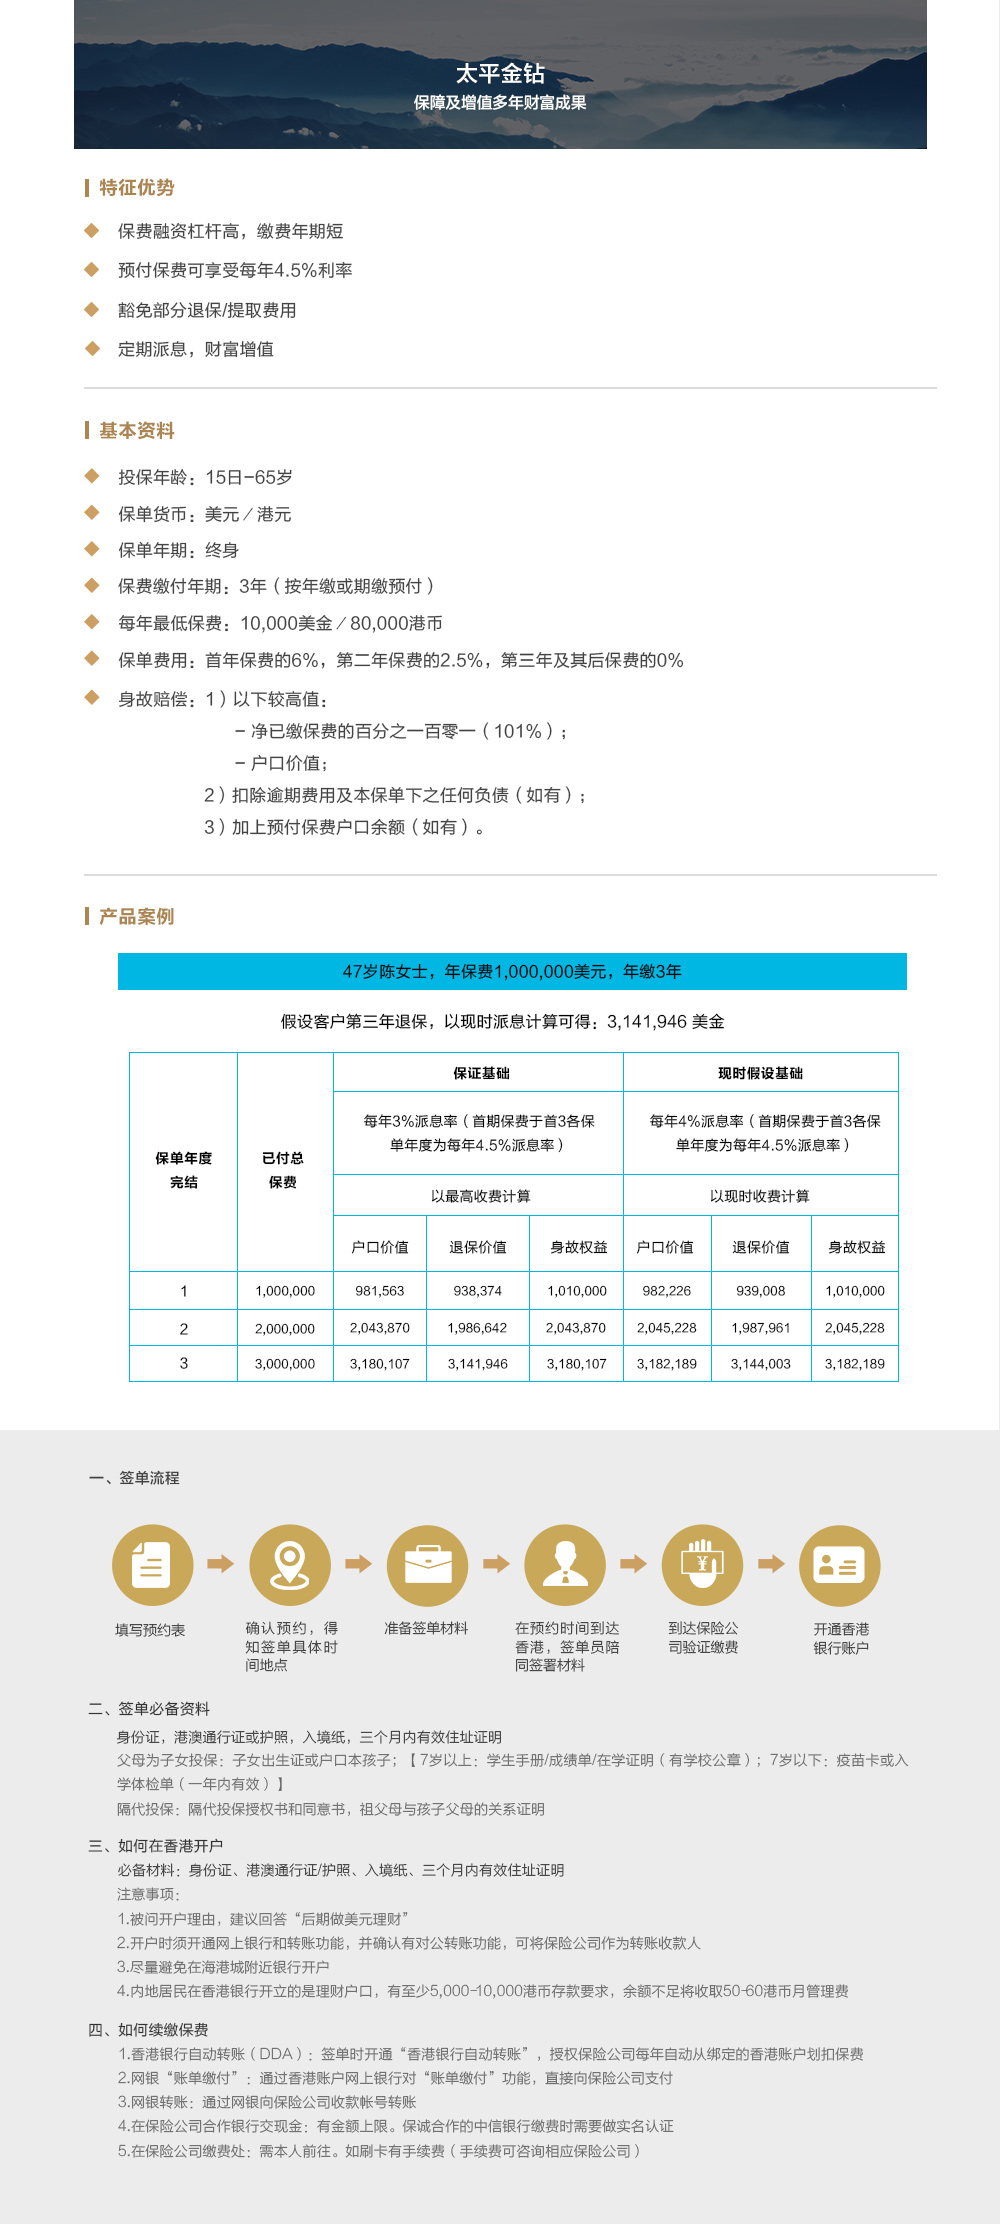 太平金钻
保障及增值多年财富成果
特征优势
保费融资杠杆高，缴费年期短
预付保费可享受每年4.5%利率
豁免部分退保/提取费用
定期派息，财富增值
基本资料
投保年龄：15日-65岁
保单货币：美元／港元
保单年期：终身
保费缴付年期：3年（按年缴或期缴预付）
每年最低保费：10,000美金／80,000港币
保单费用：首年保费的6%，第二年保费的2.5%，第三年及其后保费的0%
身故赔偿：1）以下较高值：
- 净已缴保费的百分之一百零一（101%）；
- 户口价值；
2）扣除逾期费用及本保单下之任何负债（如有）；
3）加上预付保费户口余额（如有）。
产品案例
47岁陈女士，年保费1,000,000美元，年缴3年
假设客户第三年退保，以现时派息计算可得：3,141,946 美金
保单年度
完结
已付总
保费
保证基础
现时假设基础
每年3%派息率（首期保费于首3各保
单年度为每年4.5%派息率）
每年4%派息率（首期保费于首3各保
单年度为每年4.5%派息率）
以最高收费计算
以现时收费计算
户口价值 退保价值 身故权益 户口价值 退保价值 身故权益
1 1,000,000 981,563 938,374 1,010,000 982,226 939,008 1,010,000
2 2,000,000 2,043,870 1,986,642 2,043,870 2,045,228 1,987,961 2,045,228
3 3,000,000 3,180,107 3,141,946 3,180,107 3,182,189 3,144,003 3,182,189
一、签单流程
¥
填写预约表
确认预约，得
知签单具体时
间地点
准备签单材料
在预约时间到达
香港，签单员陪
同签署材料
到达保险公
司验证缴费
开通香港
银行账户
二、签单必备资料
身份证，港澳通行证或护照，入境纸，三个月内有效住址证明
父母为子女投保：子女出生证或户口本孩子；【 7岁以上：学生手册/成绩单/在学证明（有学校公章）；7岁以下：疫苗卡或入
学体检单（一年内有效）】
隔代投保：隔代投保授权书和同意书，祖父母与孩子父母的关系证明
三、如何在香港开户
必备材料：身份证、港澳通行证/护照、入境纸、三个月内有效住址证明
注意事项：
1.被问开户理由，建议回答“后期做美元理财”
2.开户时须开通网上银行和转账功能，并确认有对公转账功能，可将保险公司作为转账收款人
3.尽量避免在海港城附近银行开户
4.内地居民在香港银行开立的是理财户口，有至少5,000-10,000港币存款要求，余额不足将收取50-60港币月管理费
四、如何续缴保费
1.香港银行自动转账（DDA）：签单时开通“香港银行自动转账”，授权保险公司每年自动从绑定的香港账户划扣保费
2.网银“账单缴付”：通过香港账户网上银行对“账单缴付”功能，直接向保险公司支付
3.网银转账：通过网银向保险公司收款帐号转账
4.在保险公司合作银行交现金：有金额上限。保诚合作的中信银行缴费时需要做实名认证
5.在保险公司缴费处：需本人前往。如刷卡有手续费（手续费可咨询相应保险公司）